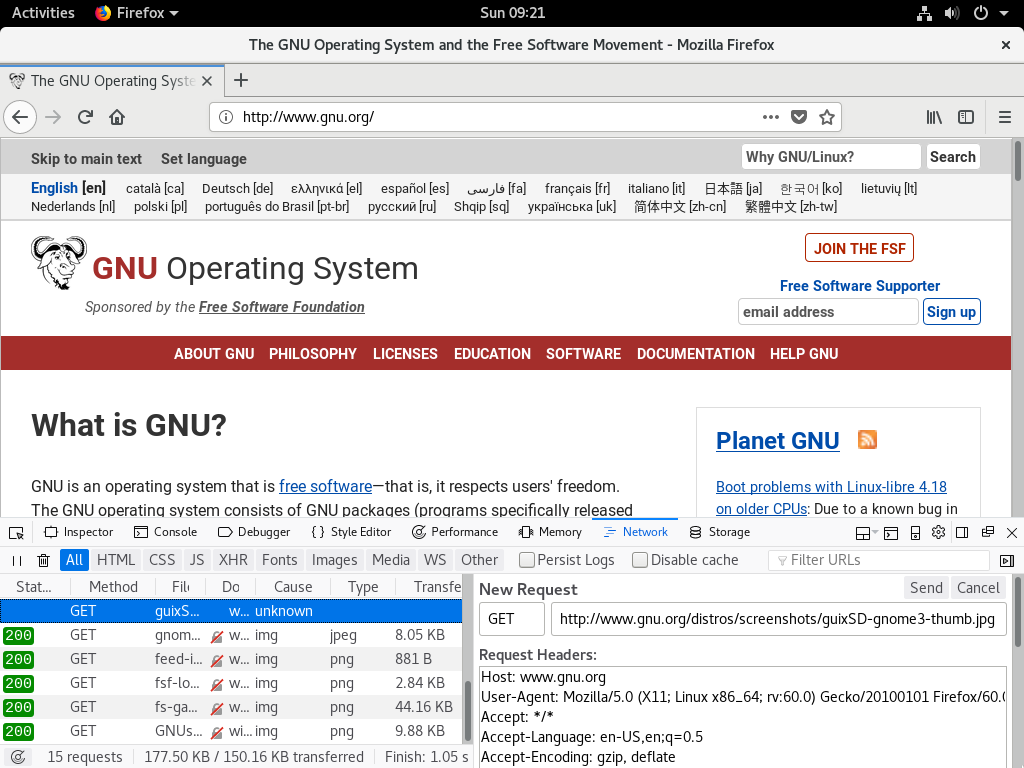 Activities Firefox Sun 09:21
The GNU Operating System and the Free Software Movement - Mozilla Firefox
The GNU Operating Syste
http://www.gnu.org/
Skip to main text Set language Why GNU/Linux? Search
English [en] català [ca] Deutsch [de] ελληνικά [el] español [es] فارسی [fa] français [fr] italiano [it] 日本語 [ja] 한국어 [ko] lietuvių [lt]
Nederlands [nl] polski [pl] português do Brasil [pt-br] русский [ru] Shqip [sq] українська [uk] 简体中文 [zh-cn] 繁體中文 [zh-tw]
JOIN THE FSF
GNU Operating System
Free Software Supporter
Sponsored by the Free Software Foundation
email address Sign up
ABOUT GNU PHILOSOPHY LICENSES EDUCATION SOFTWARE DOCUMENTATION HELP GNU
What is GNU?
Planet GNU
GNU is an operating system that is free software—that is, it respects users' freedom.
The GNU operating system consists of GNU packages (programs specifically released
Boot problems with Linux-libre 4.18
on older CPUs: Due to a known bug in
Inspector Console Debugger Style Editor Performance Memory Network Storage
All HTML CSS JS XHR Fonts Images Media WS Other Persist Logs Disable cache Filter URLs
Stat... Method File Do Cause Type Transfe
GET guixS... w... unknown
200 GET gnom... w... img jpeg 8.05 KB
200 GET feed-i... w... img png 881 B
200 GET fsf-lo... w... img png 2.84 KB
200 GET fs-ga... w... img png 44.16 KB
200 GET GNUs... wi... img png 9.88 KB
15 requests 177.50 KB / 150.16 KB transferred Finish: 1.05 s
New Request Send Cancel
GET http://www.gnu.org/distros/screenshots/guixSD-gnome3-thumb.jpg
Request Headers:
Host: www.gnu.org
User-Agent: Mozilla/5.0 (X11; Linux x86_64; rv:60.0) Gecko/20100101 Firefox/60.0
Accept: */*
Accept-Language: en-US,en;q=0.5
Accept-Encoding: gzip, deflate